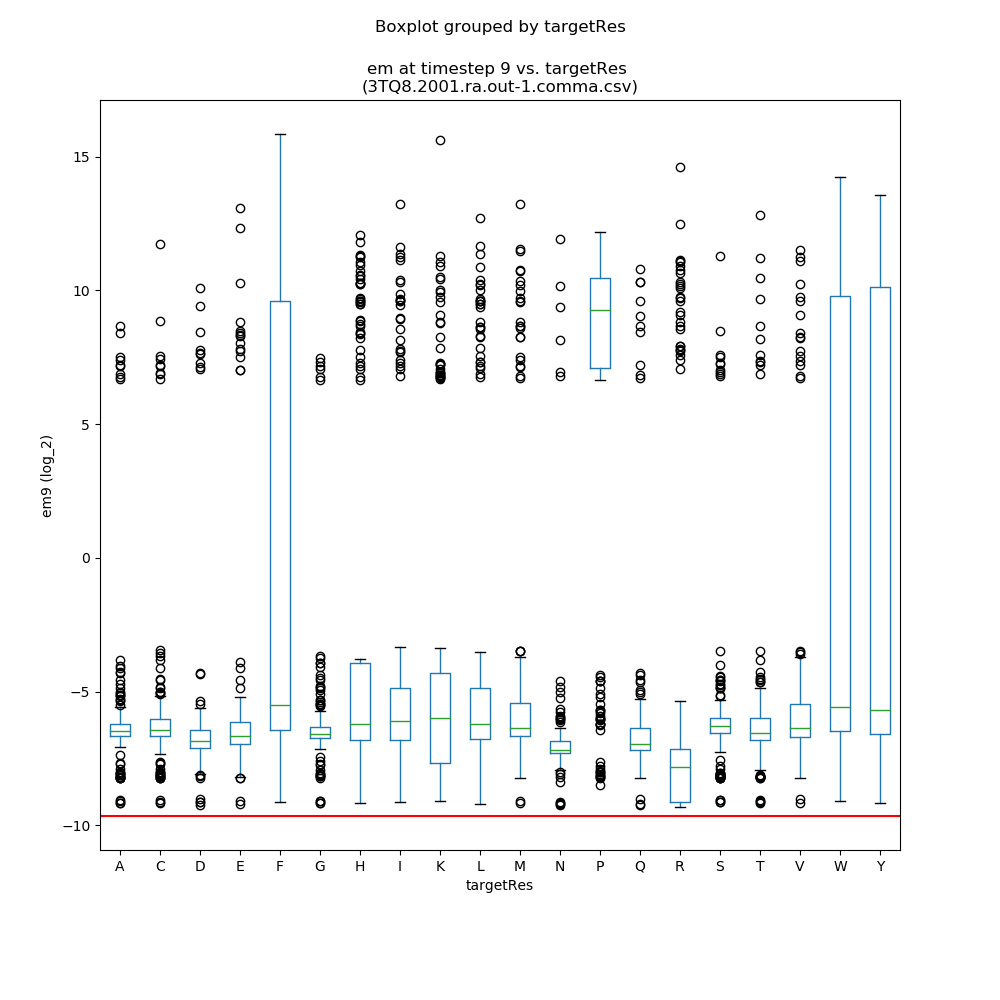 Boxplot grouped by targetRes
em at timestep 9 vs. targetRes
(3TQ8.2001.ra.out-1.comma.csv)
15
10
5
0
−5
−10
em9 (log_2)
A C D E F G H I K L M N P Q R S T V W Y
targetRes